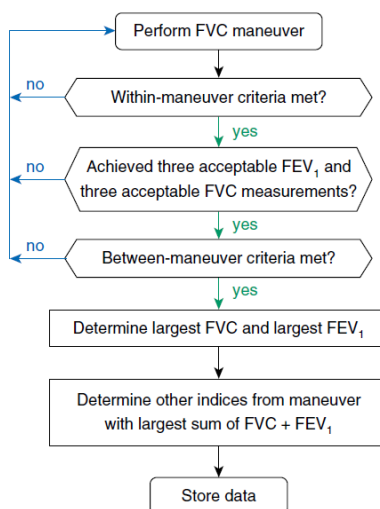 Perform FVC maneuver
no
Within-maneuver criteria met?
yes
no
Achieved three acceptable FEV₁ and
three acceptable FVC measurements?
yes
no
Between-maneuver criteria met?
yes
Determine largest FVC and largest FEV₁
Determine other indices from maneuver
with largest sum of FVC + FEV₁
Store data